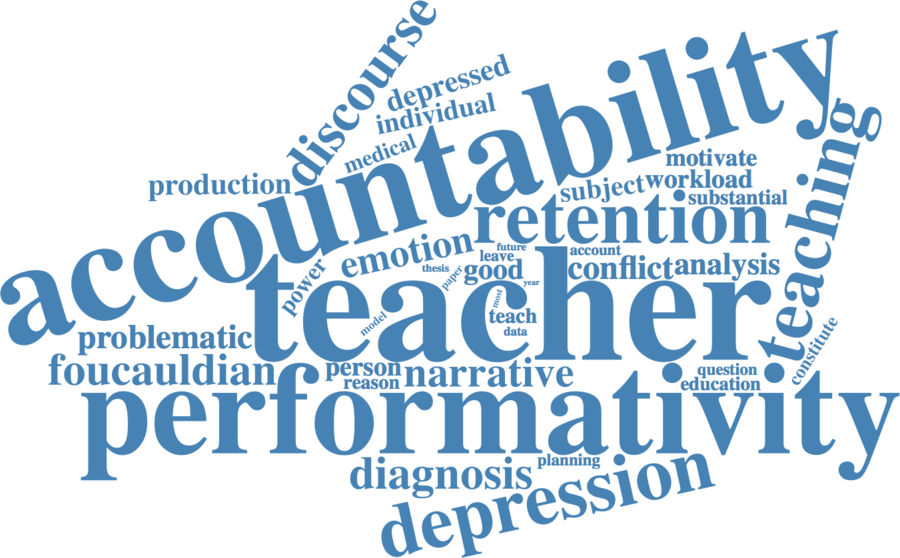 discourse
depressed
individual
medical
accountability
production
motivate
subject
workload
substantial
teaching
retention
emotion
future
leave
account
thesis
paper
good
conflict
analysis
power
year
most
teacher
teach
model
data
problematic
constitute
foucauldian
person
reason
narrative
question
education
performativity
diagnosis
planning
depression